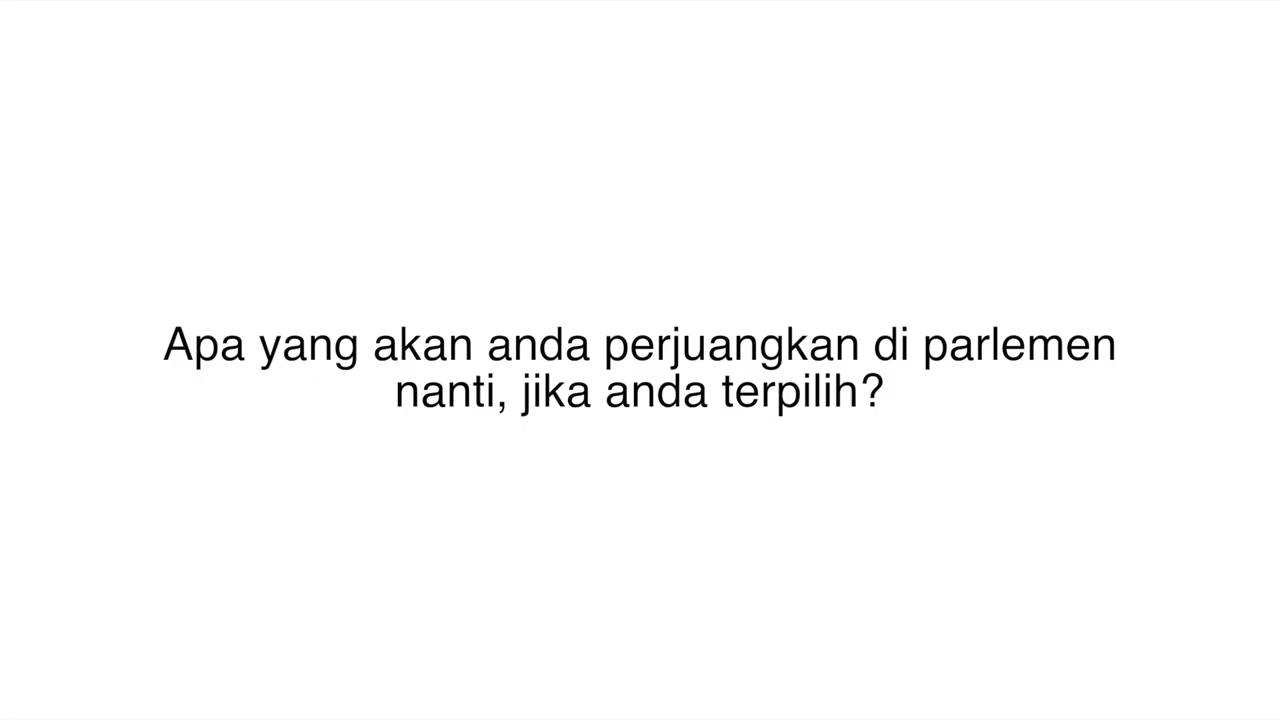 Apa yang akan anda perjuangkan di parlemen
nanti, jika anda terpilih?